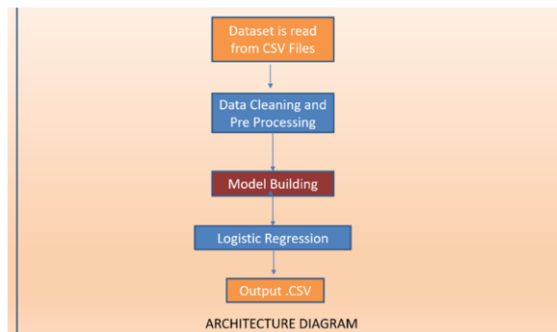 Dataset is read
from CSV Files
Data Cleaning and
Pre Processing
Model Building
Logistic Regression
Output .CSV
ARCHITECTURE DIAGRAM